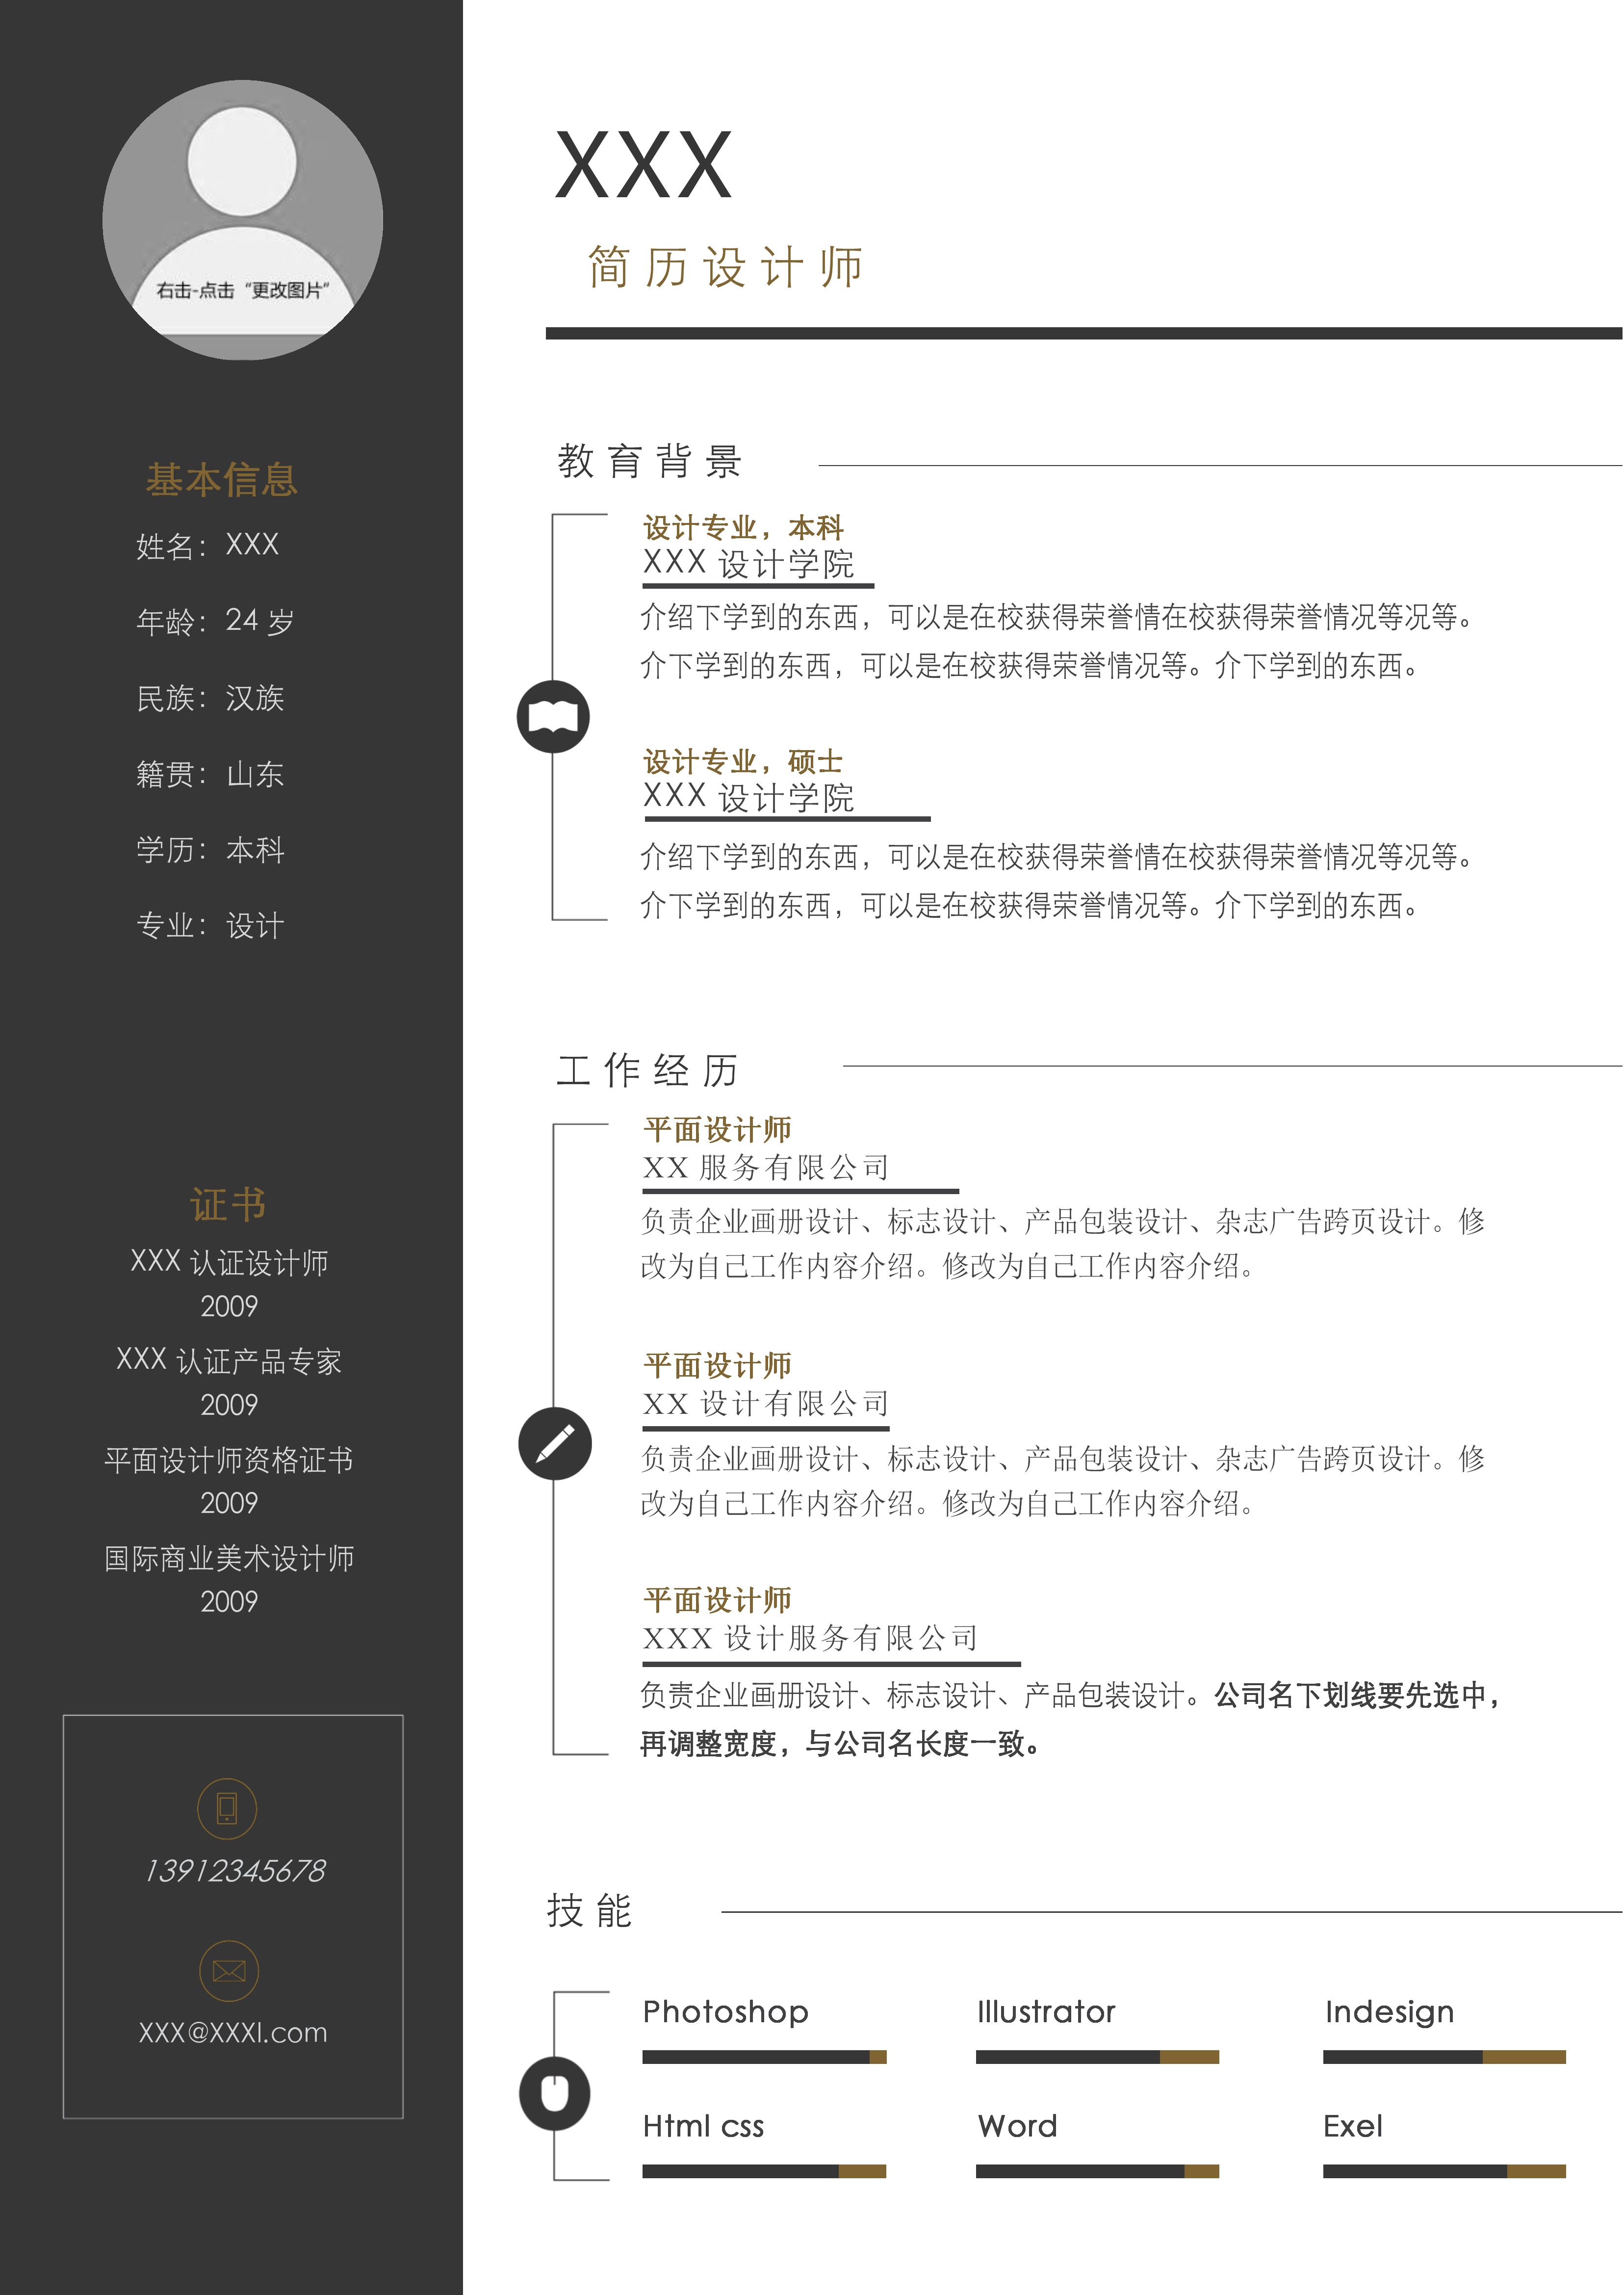 右击-点击“更改图片”
基本信息
姓名：XXX
年龄：24 岁
民族：汉族
籍贯：山东
学历：本科
专业：设计
证书
XXX 认证设计师
2009
XXX 认证产品专家
2009
平面设计师资格证书
2009
国际商业美术设计师
2009
13912345678
XXX@XXXl.com
XXX
简历设计师
教育背景
设计专业，本科
XXX 设计学院
介绍下学到的东西，可以是在校获得荣誉情在校获得荣誉情况等况等。
介下学到的东西，可以是在校获得荣誉情况等。介下学到的东西。
设计专业，硕士
XXX 设计学院
介绍下学到的东西，可以是在校获得荣誉情在校获得荣誉情况等况等。
介下学到的东西，可以是在校获得荣誉情况等。介下学到的东西。
工作经历
平面设计师
XX 服务有限公司
负责企业画册设计、标志设计、产品包装设计、杂志广告跨页设计。修
改为自己工作内容介绍。修改为自己工作内容介绍。
平面设计师
XX 设计有限公司
负责企业画册设计、标志设计、产品包装设计、杂志广告跨页设计。修
改为自己工作内容介绍。修改为自己工作内容介绍。
平面设计师
XXX 设计服务有限公司
负责企业画册设计、标志设计、产品包装设计。公司名下划线要先选中，
再调整宽度，与公司名长度一致。
技能
Photoshop
Illustrator
Indesign
Html css
Word
Exel